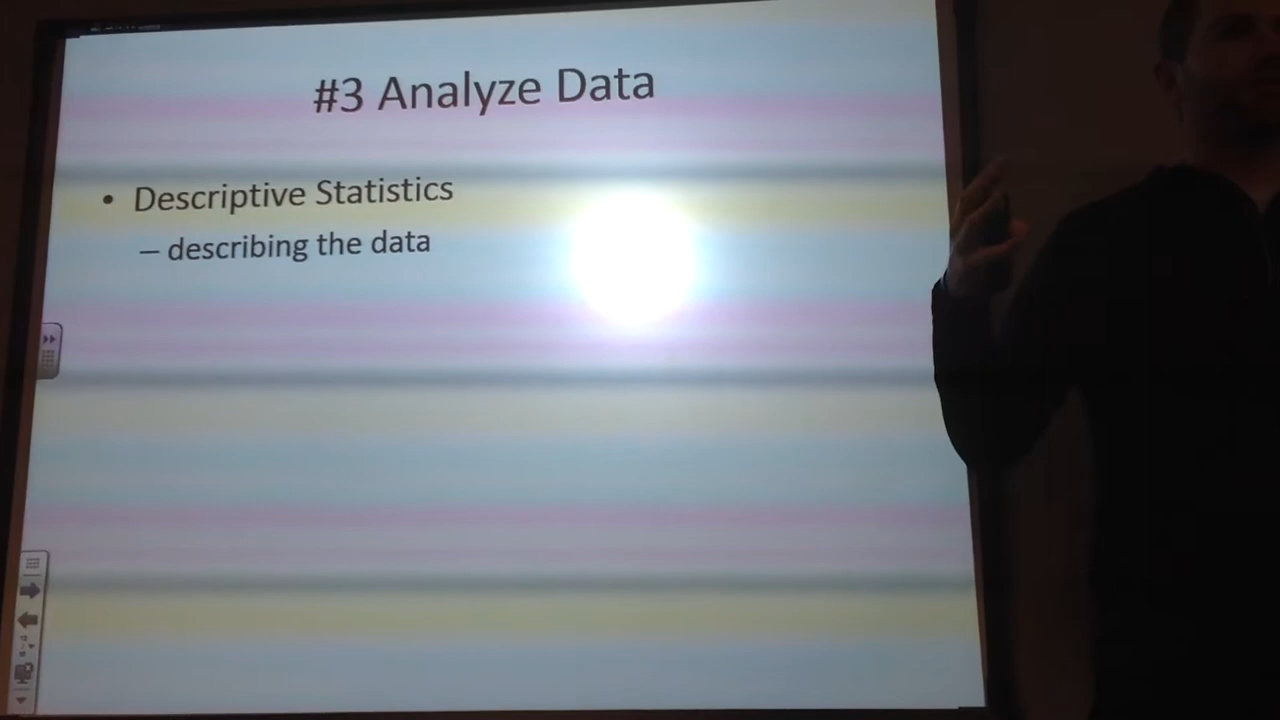 #3 Analyze Data
• Descriptive Statistics
– describing the data